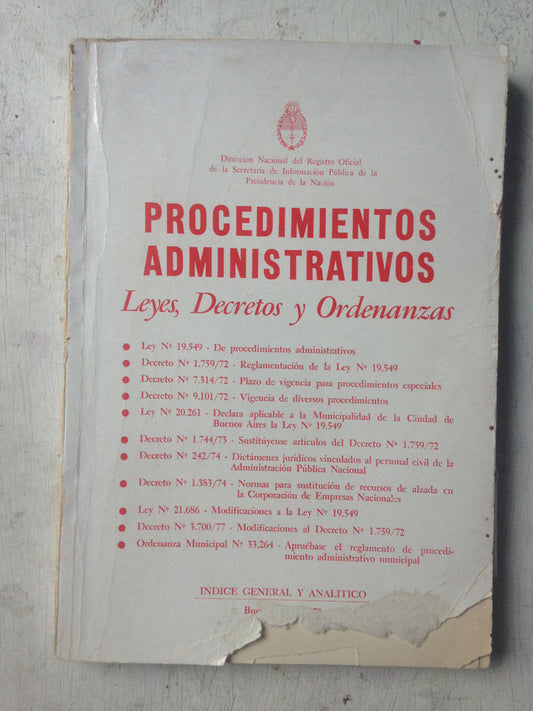 Dirección Nacional del Registro Oficial
de la Secretaría de Información Pública de la
Presidencia de la Nación
PROCEDIMIENTOS
ADMINISTRATIVOS
Leyes, Decretos y Ordenanzas
● Ley Nº 19.549 - De procedimientos administrativos
● Decreto Nº 1.759/72 - Reglamentación de la Ley Nº 19.549
● Decreto Nº 7.314/72 - Plazo de vigencia para procedimientos especiales
● Decreto Nº 9.101/72 - Vigencia de diversos procedimientos
● Ley Nº 20.261 - Declara aplicable a la Municipalidad de la Ciudad de
Buenos Aires la Ley Nº 19.549
● Decreto Nº 1.744/73 - Sustitúyense artículos del Decreto Nº 1.759/72
● Decreto Nº 242/74 - Dictámenes jurídicos vinculados al personal civil de la
Administración Pública Nacional
● Decreto Nº 1.383/74 - Normas para sustitución de recursos de alzada en
la Corporación de Empresas Nacionales
● Ley Nº 21.686 - Modificaciones a la Ley Nº 19.549
● Decreto Nº 3.700/77 - Modificaciones al Decreto Nº 1.759/72
● Ordenanza Municipal Nº 33.264 - Apruébase el reglamento de procedi-
miento administrativo municipal
INDICE GENERAL Y ANALITICO